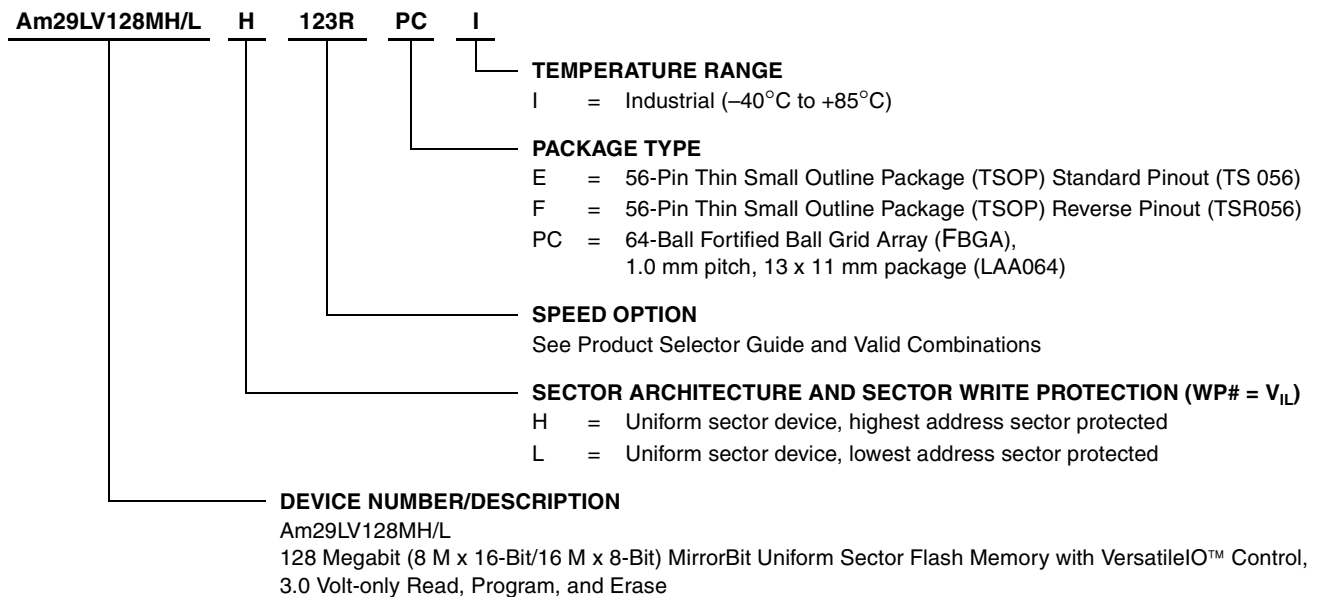 Am29LV128MH/L H 123R PC I
TEMPERATURE RANGE
I = Industrial (–40°C to +85°C)
PACKAGE TYPE
E = 56-Pin Thin Small Outline Package (TSOP) Standard Pinout (TS 056)
F = 56-Pin Thin Small Outline Package (TSOP) Reverse Pinout (TSR056)
PC = 64-Ball Fortified Ball Grid Array (FBGA),
1.0 mm pitch, 13 x 11 mm package (LAA064)
SPEED OPTION
See Product Selector Guide and Valid Combinations
SECTOR ARCHITECTURE AND SECTOR WRITE PROTECTION (WP# = VIL)
H = Uniform sector device, highest address sector protected
L = Uniform sector device, lowest address sector protected
DEVICE NUMBER/DESCRIPTION
Am29LV128MH/L
128 Megabit (8 M x 16-Bit/16 M x 8-Bit) MirrorBit Uniform Sector Flash Memory with VersatileIO™ Control,
3.0 Volt-only Read, Program, and Erase